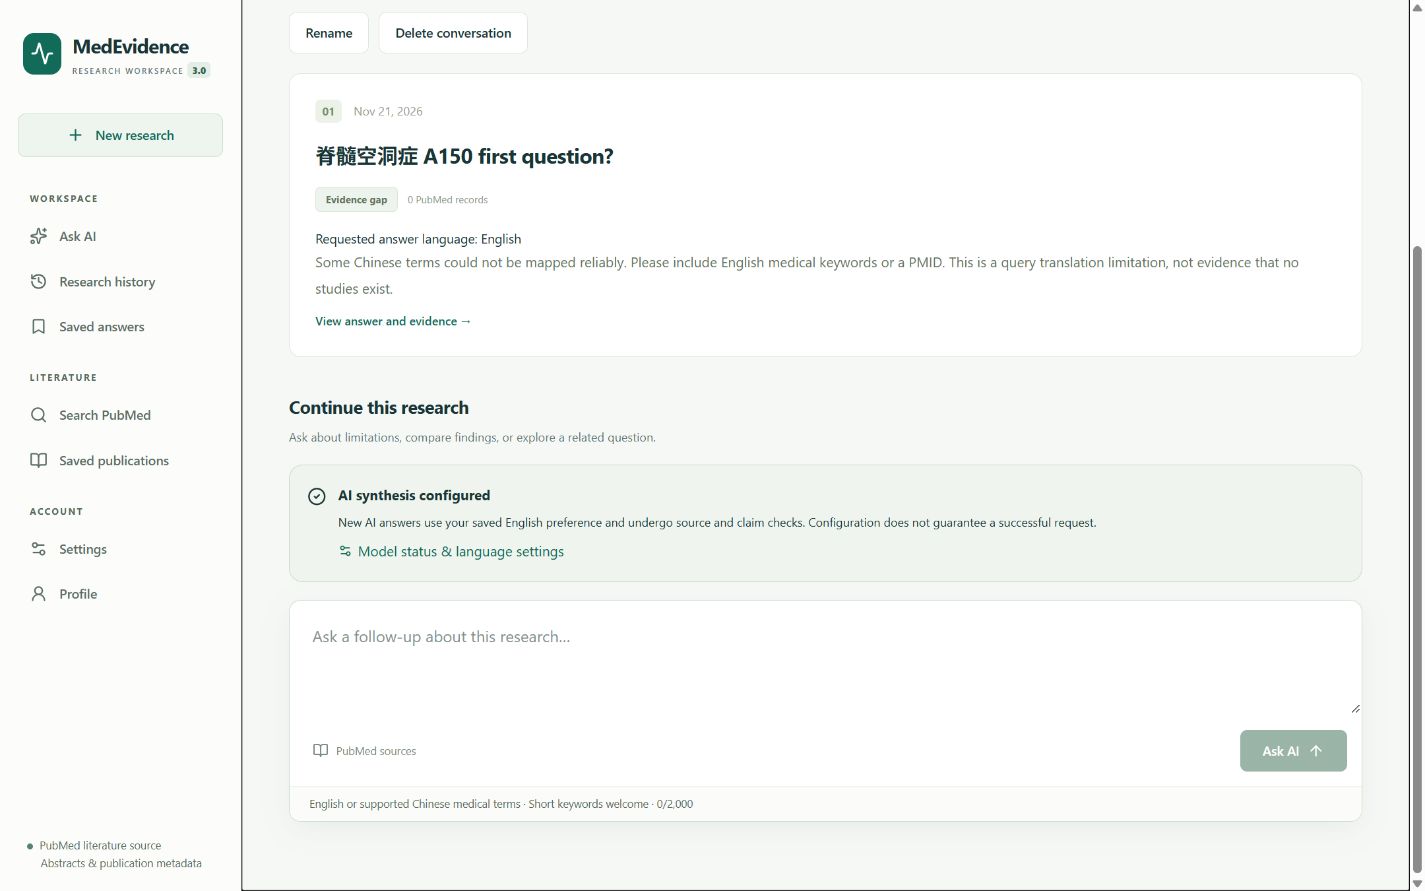 MedEvidence
RESEARCH WORKSPACE 3.0
New research
WORKSPACE
Ask AI
Research history
Saved answers
LITERATURE
Search PubMed
Saved publications
ACCOUNT
Settings
Profile
PubMed literature source
Abstracts & publication metadata
Rename
Delete conversation
01 Nov 21, 2026
脊髓空洞症 A150 first question?
Evidence gap 0 PubMed records
Requested answer language: English
Some Chinese terms could not be mapped reliably. Please include English medical keywords or a PMID. This is a query translation limitation, not evidence that no
studies exist.
View answer and evidence →
Continue this research
Ask about limitations, compare findings, or explore a related question.
AI synthesis configured
New AI answers use your saved English preference and undergo source and claim checks. Configuration does not guarantee a successful request.
Model status & language settings
Ask a follow-up about this research...
PubMed sources
Ask AI ↑
English or supported Chinese medical terms · Short keywords welcome · 0/2,000